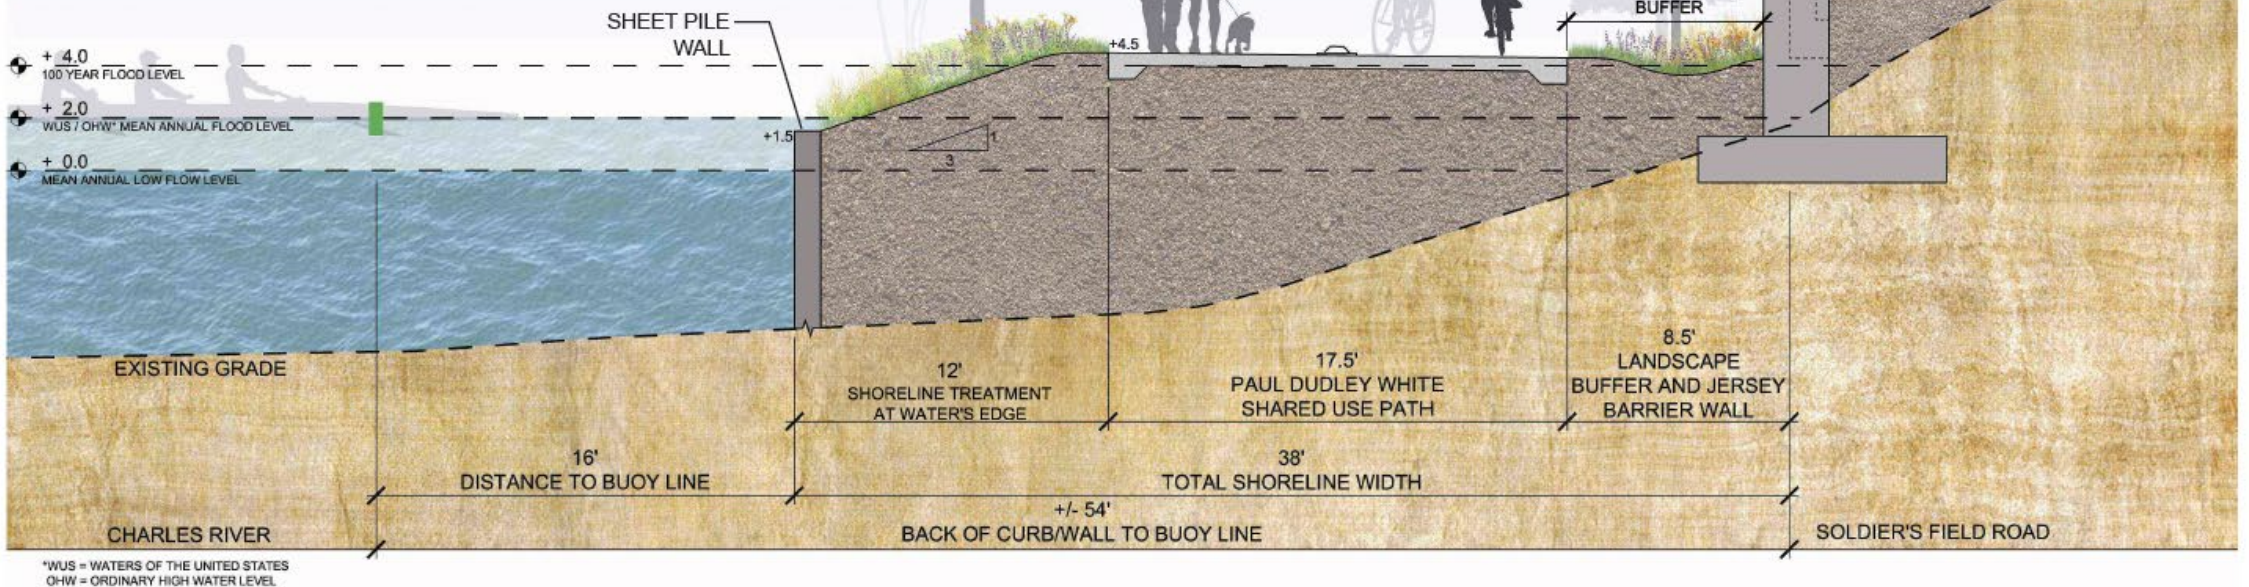 SHEET PILE
WALL
BUFFER
+ 4.0
100 YEAR FLOOD LEVEL
+4.5
+ 2.0
WUS / OHW* MEAN ANNUAL FLOOD LEVEL
+1.5
1
3
+ 0.0
MEAN ANNUAL LOW FLOW LEVEL
EXISTING GRADE
12'
SHORELINE TREATMENT
AT WATER'S EDGE
17.5'
PAUL DUDLEY WHITE
SHARED USE PATH
8.5'
LANDSCAPE
BUFFER AND JERSEY
BARRIER WALL
16'
DISTANCE TO BUOY LINE
38'
TOTAL SHORELINE WIDTH
+/- 54'
BACK OF CURB/WALL TO BUOY LINE
CHARLES RIVER
SOLDIER'S FIELD ROAD
*WUS = WATERS OF THE UNITED STATES
OHW = ORDINARY HIGH WATER LEVEL